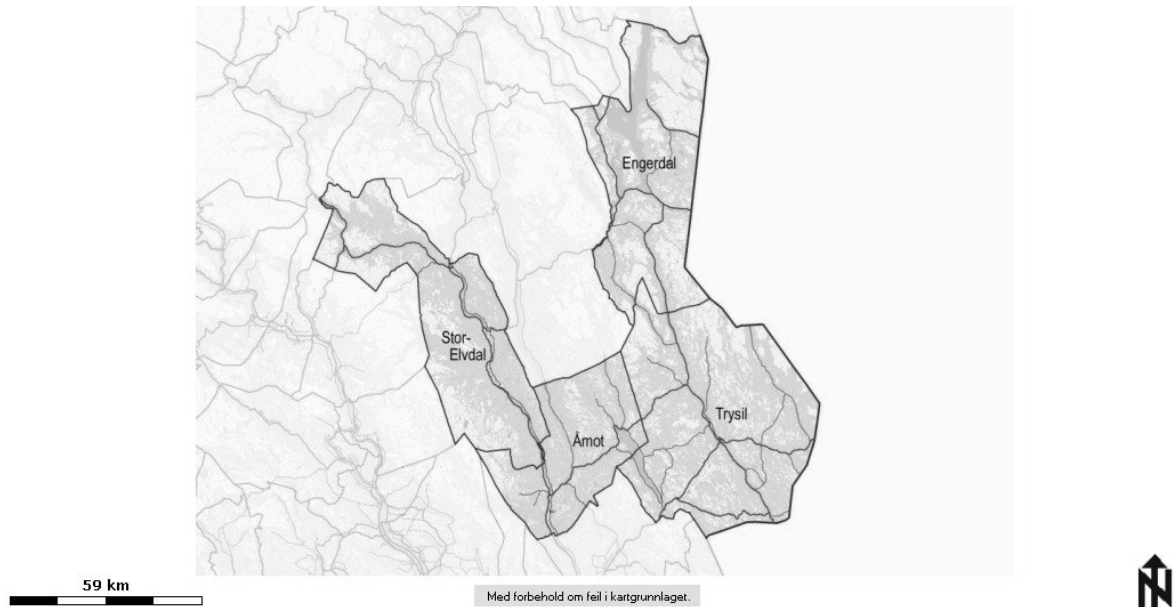 Engerdal
Stor-
Elvdal
Trysil
Åmot
59 km
Med forbehold om feil i kartgrunnlaget.
N